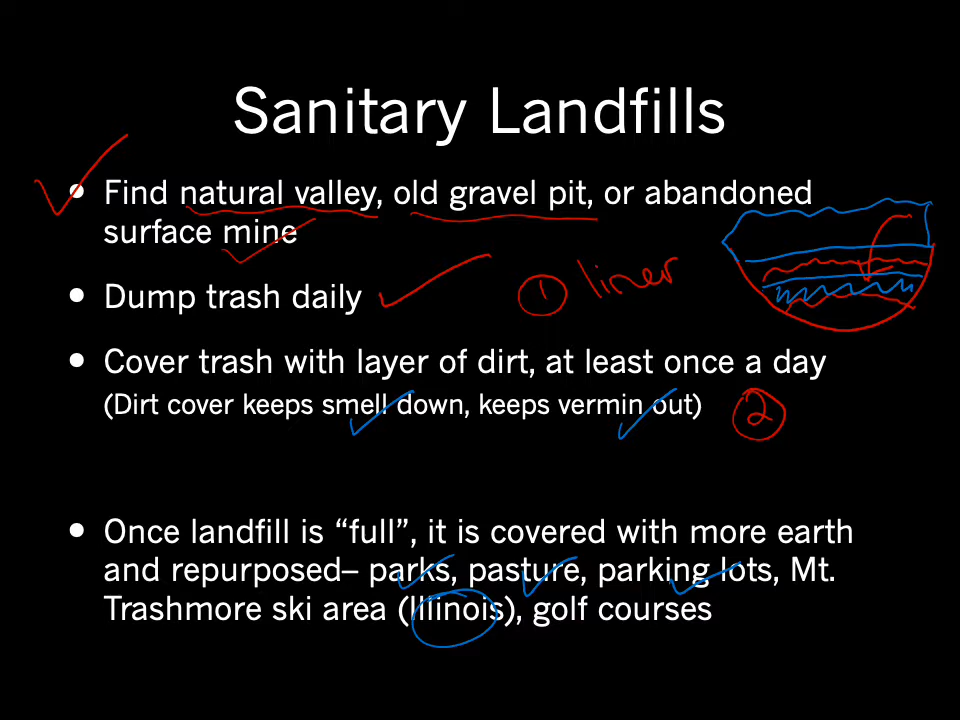 Sanitary Landfills
• Find natural valley, old gravel pit, or abandoned
surface mine
• Dump trash daily
① liner
• Cover trash with layer of dirt, at least once a day
(Dirt cover keeps smell down, keeps vermin out)
②
• Once landfill is “full”, it is covered with more earth
and repurposed– parks, pasture, parking lots, Mt.
Trashmore ski area (Illinois), golf courses